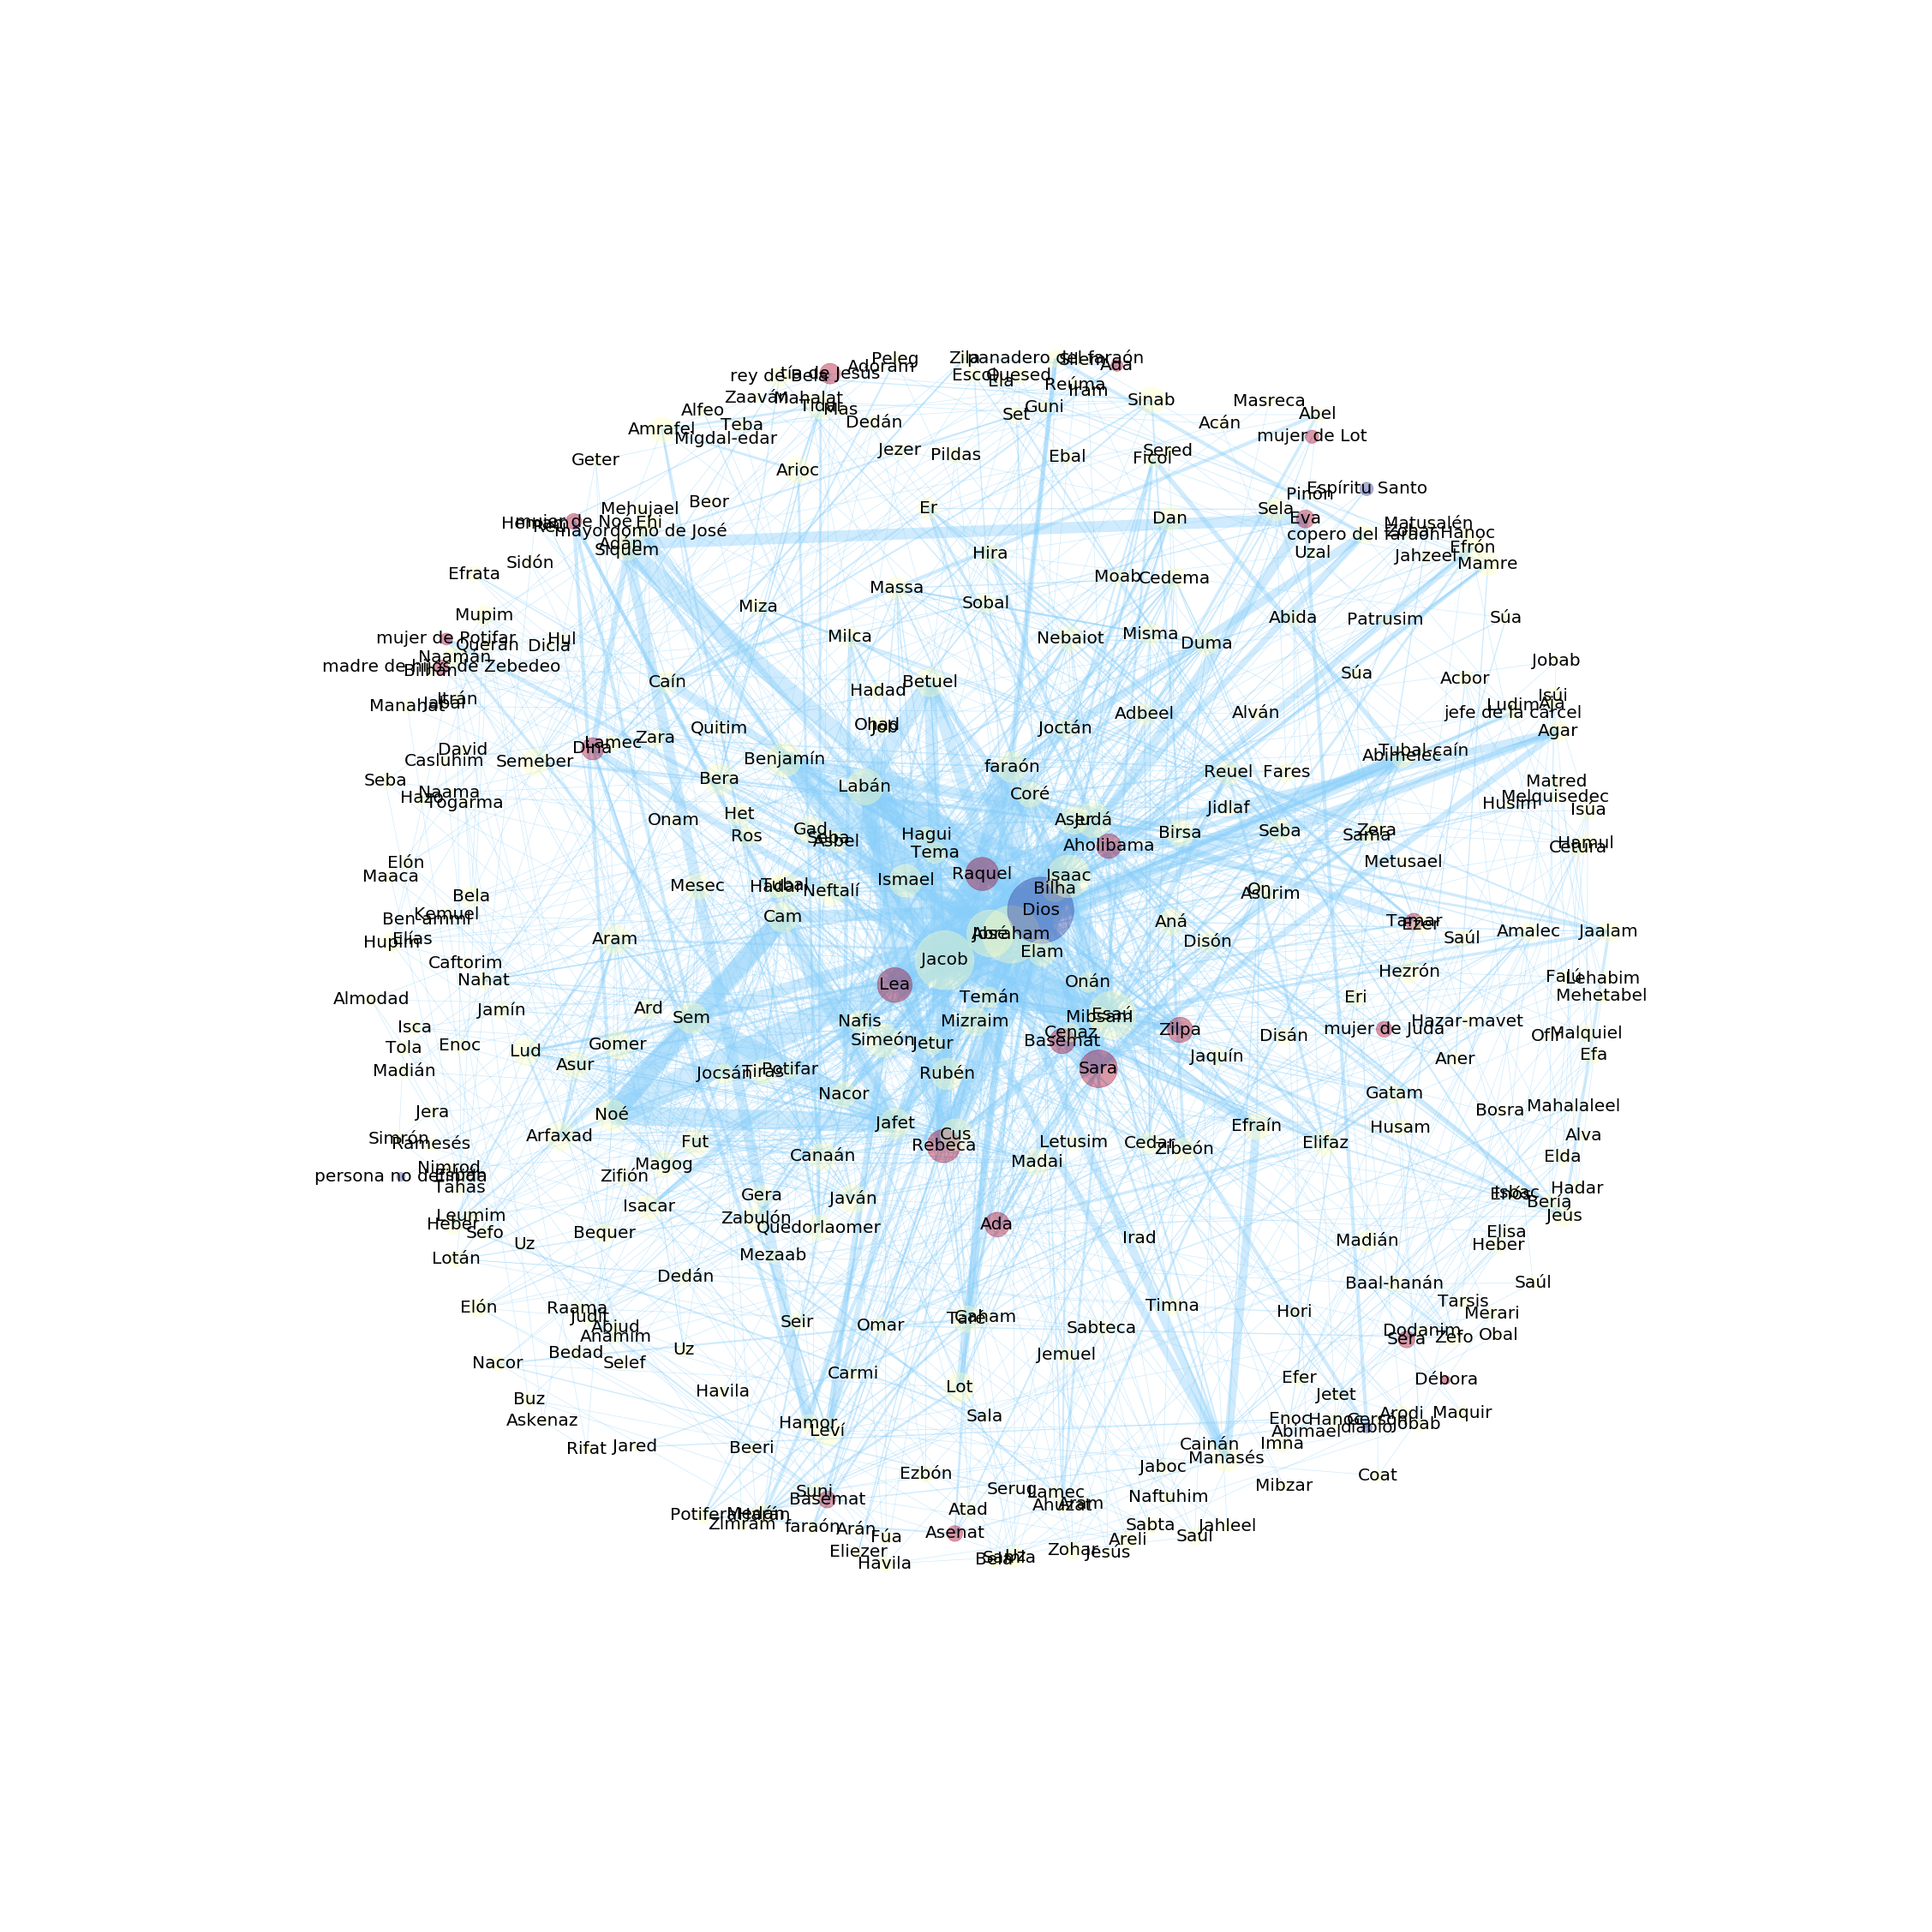 Peleg
Zila
panadero del faraón
Silem
Ada
Adoram
tía de Jesús
rey de Bela
Escol
Quesed
Ela
Reúma
Iram
Zaaván
Mahalat
Tidal
Mas
Alfeo
Teba
Dedán
Set
Guni
Sinab
Masreca
Abel
Acán
Amrafel
Migdal-edar
mujer de Lot
Jezer
Pildas
Ebal
Sered
Ficol
Geter
Arioc
Espíritu Santo
Pinón
Beor
Mehujael
Er
Dan
Sela
Eva
mujer de Noé
Ehi
mayordomo de José
Adán
Siquem
Matusalén
Hanoc
copero del faraón
Efrón
Uzal
Jahzeel
Mamre
Hira
Sidón
Efrata
Massa
Moab
Cedema
Miza
Sobal
Mupim
Abida
Patrusim
Súa
mujer de Potifar
Querán
Hul
Dicla
Milca
Nebaiot
Misma
Duma
Naamán
madre de hijos de Zebedeo
Bilhán
Jobab
Caín
Betuel
Hadad
Súa
Acbor
Manahat
Itrán
Isúi
Ludim
Aja
jefe de la cárcel
Adbeel
Alván
Quitim
Ohad
Job
Joctán
Agar
David
Lamec
Dina
Zara
Tubal-caín
Abimelec
Casluhim
Semeber
Benjamín
faraón
Reuel
Fares
Seba
Bera
Labán
Coré
Matred
Naama
Hazo
Togarma
Melquisedec
Husim
Isúa
Jidlaf
Onam
Het
Ros
Gad
Seba
Asbel
Hagui
Aser
Judá
Birsa
Seba
Zera
Sama
Hamul
Cetura
Tema
Aholibama
Metusael
Elón
Maaca
Raquel
Isaac
Mesec
Tubal
Hadar
Neftalí
Ismael
Bilha
On
Asurim
Bela
Kemuel
Ben-ammi
Dios
Cam
Aná
Tamar
Ezer
Hupim
Elías
Aram
José
Abraham
Disón
Saúl
Amalec
Jaalam
Caftorim
Jacob
Elam
Hezrón
Nahat
Lea
Onán
Falú
Lehabim
Mehetabel
Almodad
Jamín
Ard
Sem
Temán
Eri
Isca
Nafis
Mizraim
Mibsam
Esaú
Cenaz
Zilpa
mujer de Judá
Hazar-mavet
Tola
Enoc
Lud
Gomer
Simeón
Jetur
Basemat
Disán
Ofir
Malquiel
Efa
Madián
Asur
Jocsán
Tiras
Potifar
Rubén
Sara
Jaquín
Aner
Nacor
Gatam
Jera
Noé
Jafet
Efraín
Husam
Bosra
Mahalaleel
Simrón
Ramesés
Arfaxad
Fut
Cus
Rebeca
Letusim
Cedar
Zibeón
Elifaz
Alva
Canaán
Madai
Elda
Nimrod
persona no definida
Tahas
Magog
Zifión
Hadar
Isbac
Enós
Bería
Jeús
Isacar
Gera
Javán
Leumim
Heber
Sefo
Zabulón
Quedorlaomer
Ada
Bequer
Uz
Irad
Madián
Elisa
Heber
Lotán
Mezaab
Dedán
Baal-hanán
Saúl
Elón
Raama
Judit
Abiud
Anamim
Seir
Omar
Taré
Gaham
Timna
Hori
Tarsis
Merari
Sabteca
Dodanim
Sera
Zefo
Obal
Bedad
Nacor
Selef
Uz
Jemuel
Carmi
Efer
Débora
Buz
Havila
Lot
Jetet
Askenaz
Sala
Enoc
Hanoc
Gersón
Arodi
Maquir
Jobab
diablo
Hamor
Leví
Abimael
Rifat
Jared
Beeri
Cainán
Manasés
Imna
Ezbón
Jaboc
Mibzar
Coat
Suni
Basemat
Serug
Lamec
Naftuhim
Ahuzat
Aram
Atad
Potifera
Medán
Harán
Zimram
faraón
Arán
Fúa
Asenat
Sabta
Jahleel
Saúl
Areli
Eliezer
Havila
Bela
Zohar
Jesús